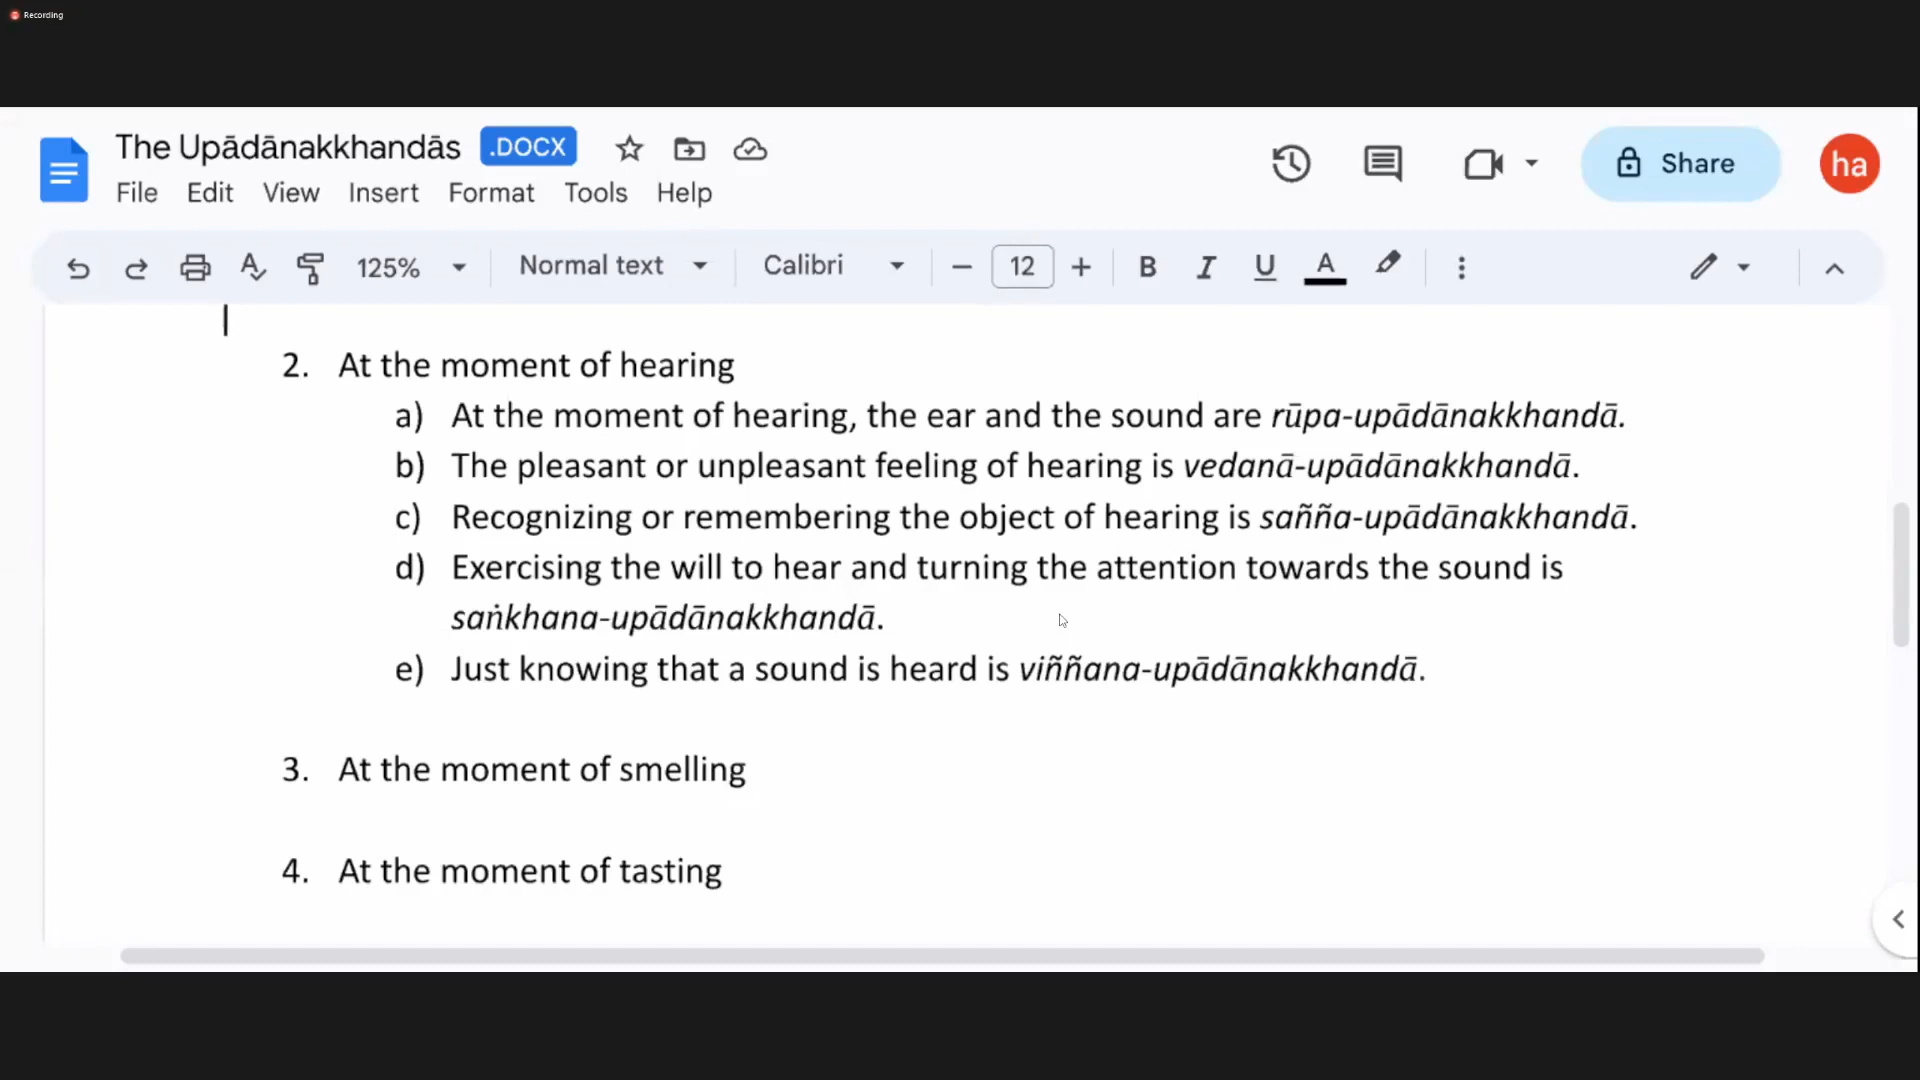 Recording
The Upādānakkhandās .DOCX
File Edit View Insert Format Tools Help
Share
ha
125% Normal text Calibri 12 B I U A
2. At the moment of hearing
a) At the moment of hearing, the ear and the sound are rūpa-upādānakkhandā.
b) The pleasant or unpleasant feeling of hearing is vedanā-upādānakkhandā.
c) Recognizing or remembering the object of hearing is sañña-upādānakkhandā.
d) Exercising the will to hear and turning the attention towards the sound is
saṅkhana-upādānakkhandā.
e) Just knowing that a sound is heard is viññana-upādānakkhandā.
3. At the moment of smelling
4. At the moment of tasting